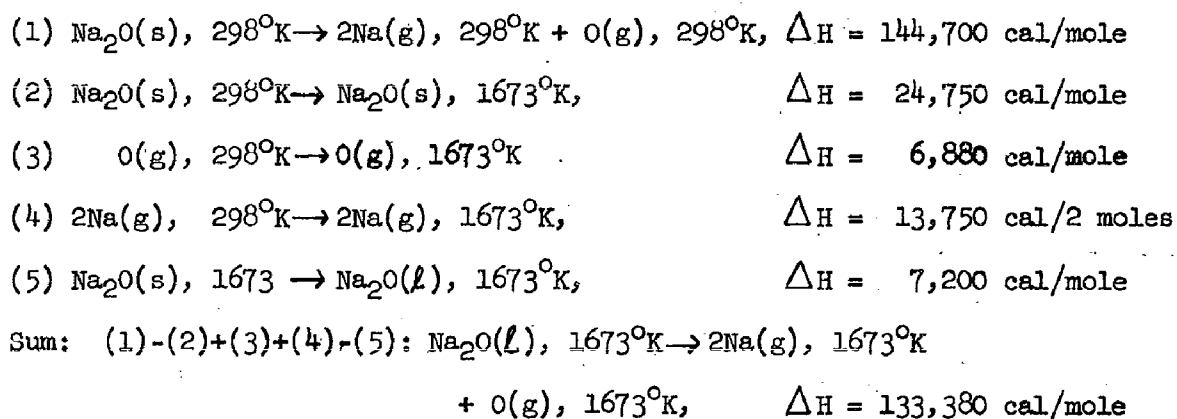 (1) Na₂O(s), 298°K→ 2Na(g), 298°K + O(g), 298°K, ΔH = 144,700 cal/mole
(2) Na₂O(s), 298°K→ Na₂O(s), 1673°K, ΔH = 24,750 cal/mole
(3) O(g), 298°K→O(g), 1673°K ΔH = 6,880 cal/mole
(4) 2Na(g), 298°K→ 2Na(g), 1673°K, ΔH = 13,750 cal/2 moles
(5) Na₂O(s), 1673 → Na₂O(ℓ), 1673°K, ΔH = 7,200 cal/mole
Sum: (1)-(2)+(3)+(4)-(5): Na₂O(ℓ), 1673°K→ 2Na(g), 1673°K
+ O(g), 1673°K, ΔH = 133,380 cal/mole